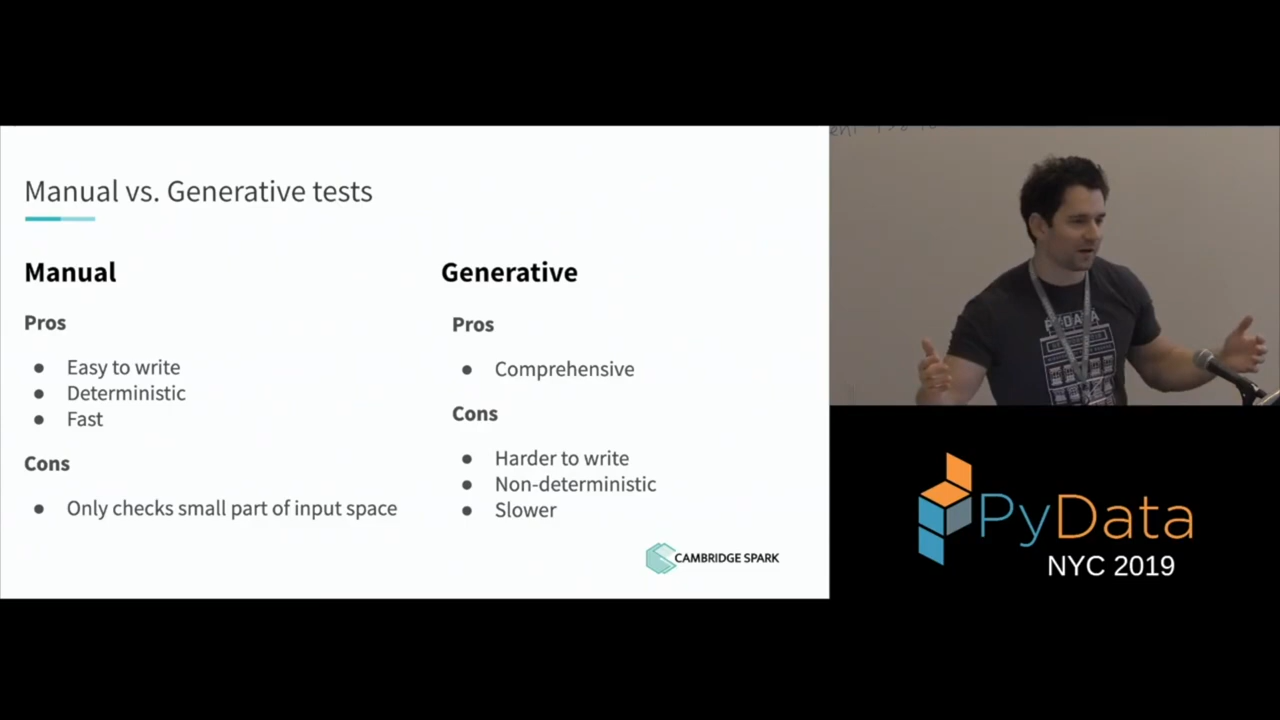 Manual vs. Generative tests
Manual
Pros
● Easy to write
● Deterministic
● Fast
Cons
● Only checks small part of input space
Generative
Pros
● Comprehensive
Cons
● Harder to write
● Non-deterministic
● Slower
CAMBRIDGE SPARK
PYDATA
PyData
NYC 2019